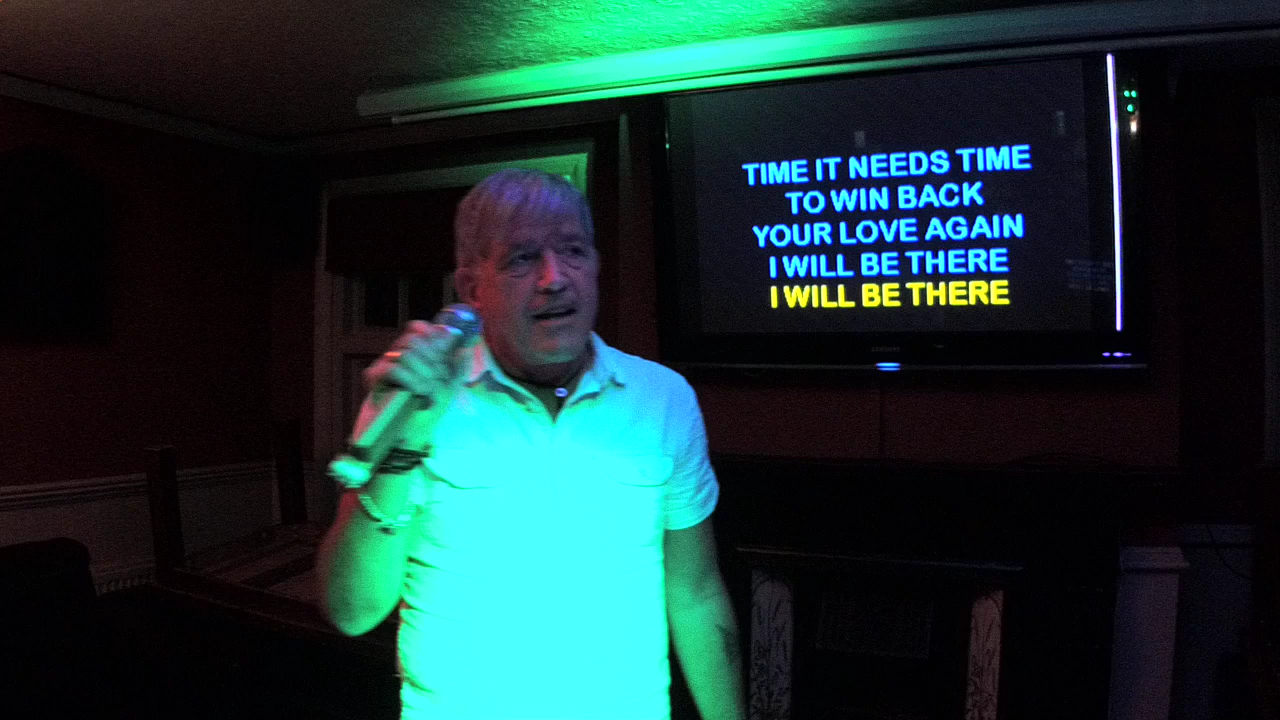 TIME IT NEEDS TIME
TO WIN BACK
YOUR LOVE AGAIN
I WILL BE THERE
I WILL BE THERE